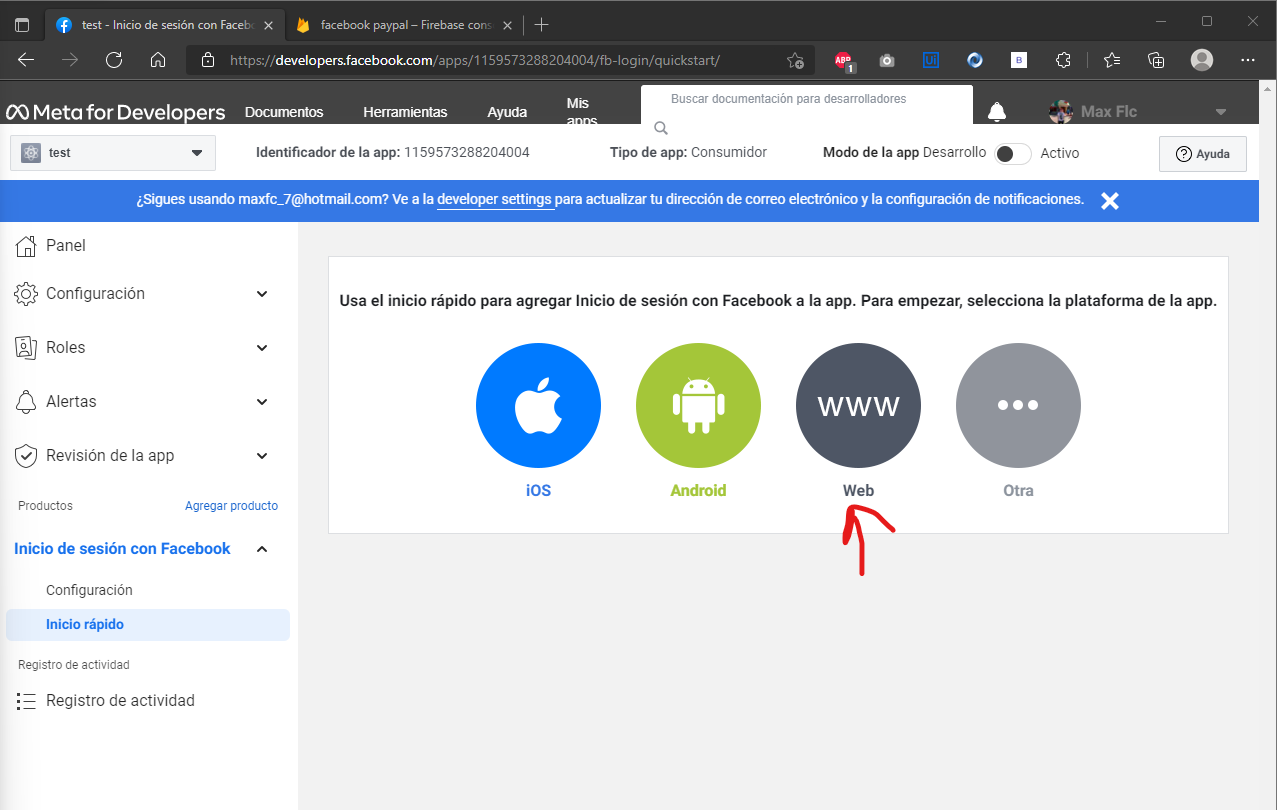 test - Inicio de sesión con Facebo
facebook paypal – Firebase cons
https://developers.facebook.com/apps/1159573288204004/fb-login/quickstart/
ABP
1
Ui
B
Meta for Developers
Documentos
Herramientas
Ayuda
Mis apps
Buscar documentación para desarrolladores
Max Flc
test
Identificador de la app: 1159573288204004
Tipo de app: Consumidor
Modo de la app Desarrollo
Activo
Ayuda
¿Sigues usando maxfc_7@hotmail.com? Ve a la developer settings para actualizar tu dirección de correo electrónico y la configuración de notificaciones.
Panel
Configuración
Roles
Alertas
Revisión de la app
Productos
Agregar producto
Inicio de sesión con Facebook
Configuración
Inicio rápido
Registro de actividad
Registro de actividad
Usa el inicio rápido para agregar Inicio de sesión con Facebook a la app. Para empezar, selecciona la plataforma de la app.
WWW
iOS
Android
Web
Otra